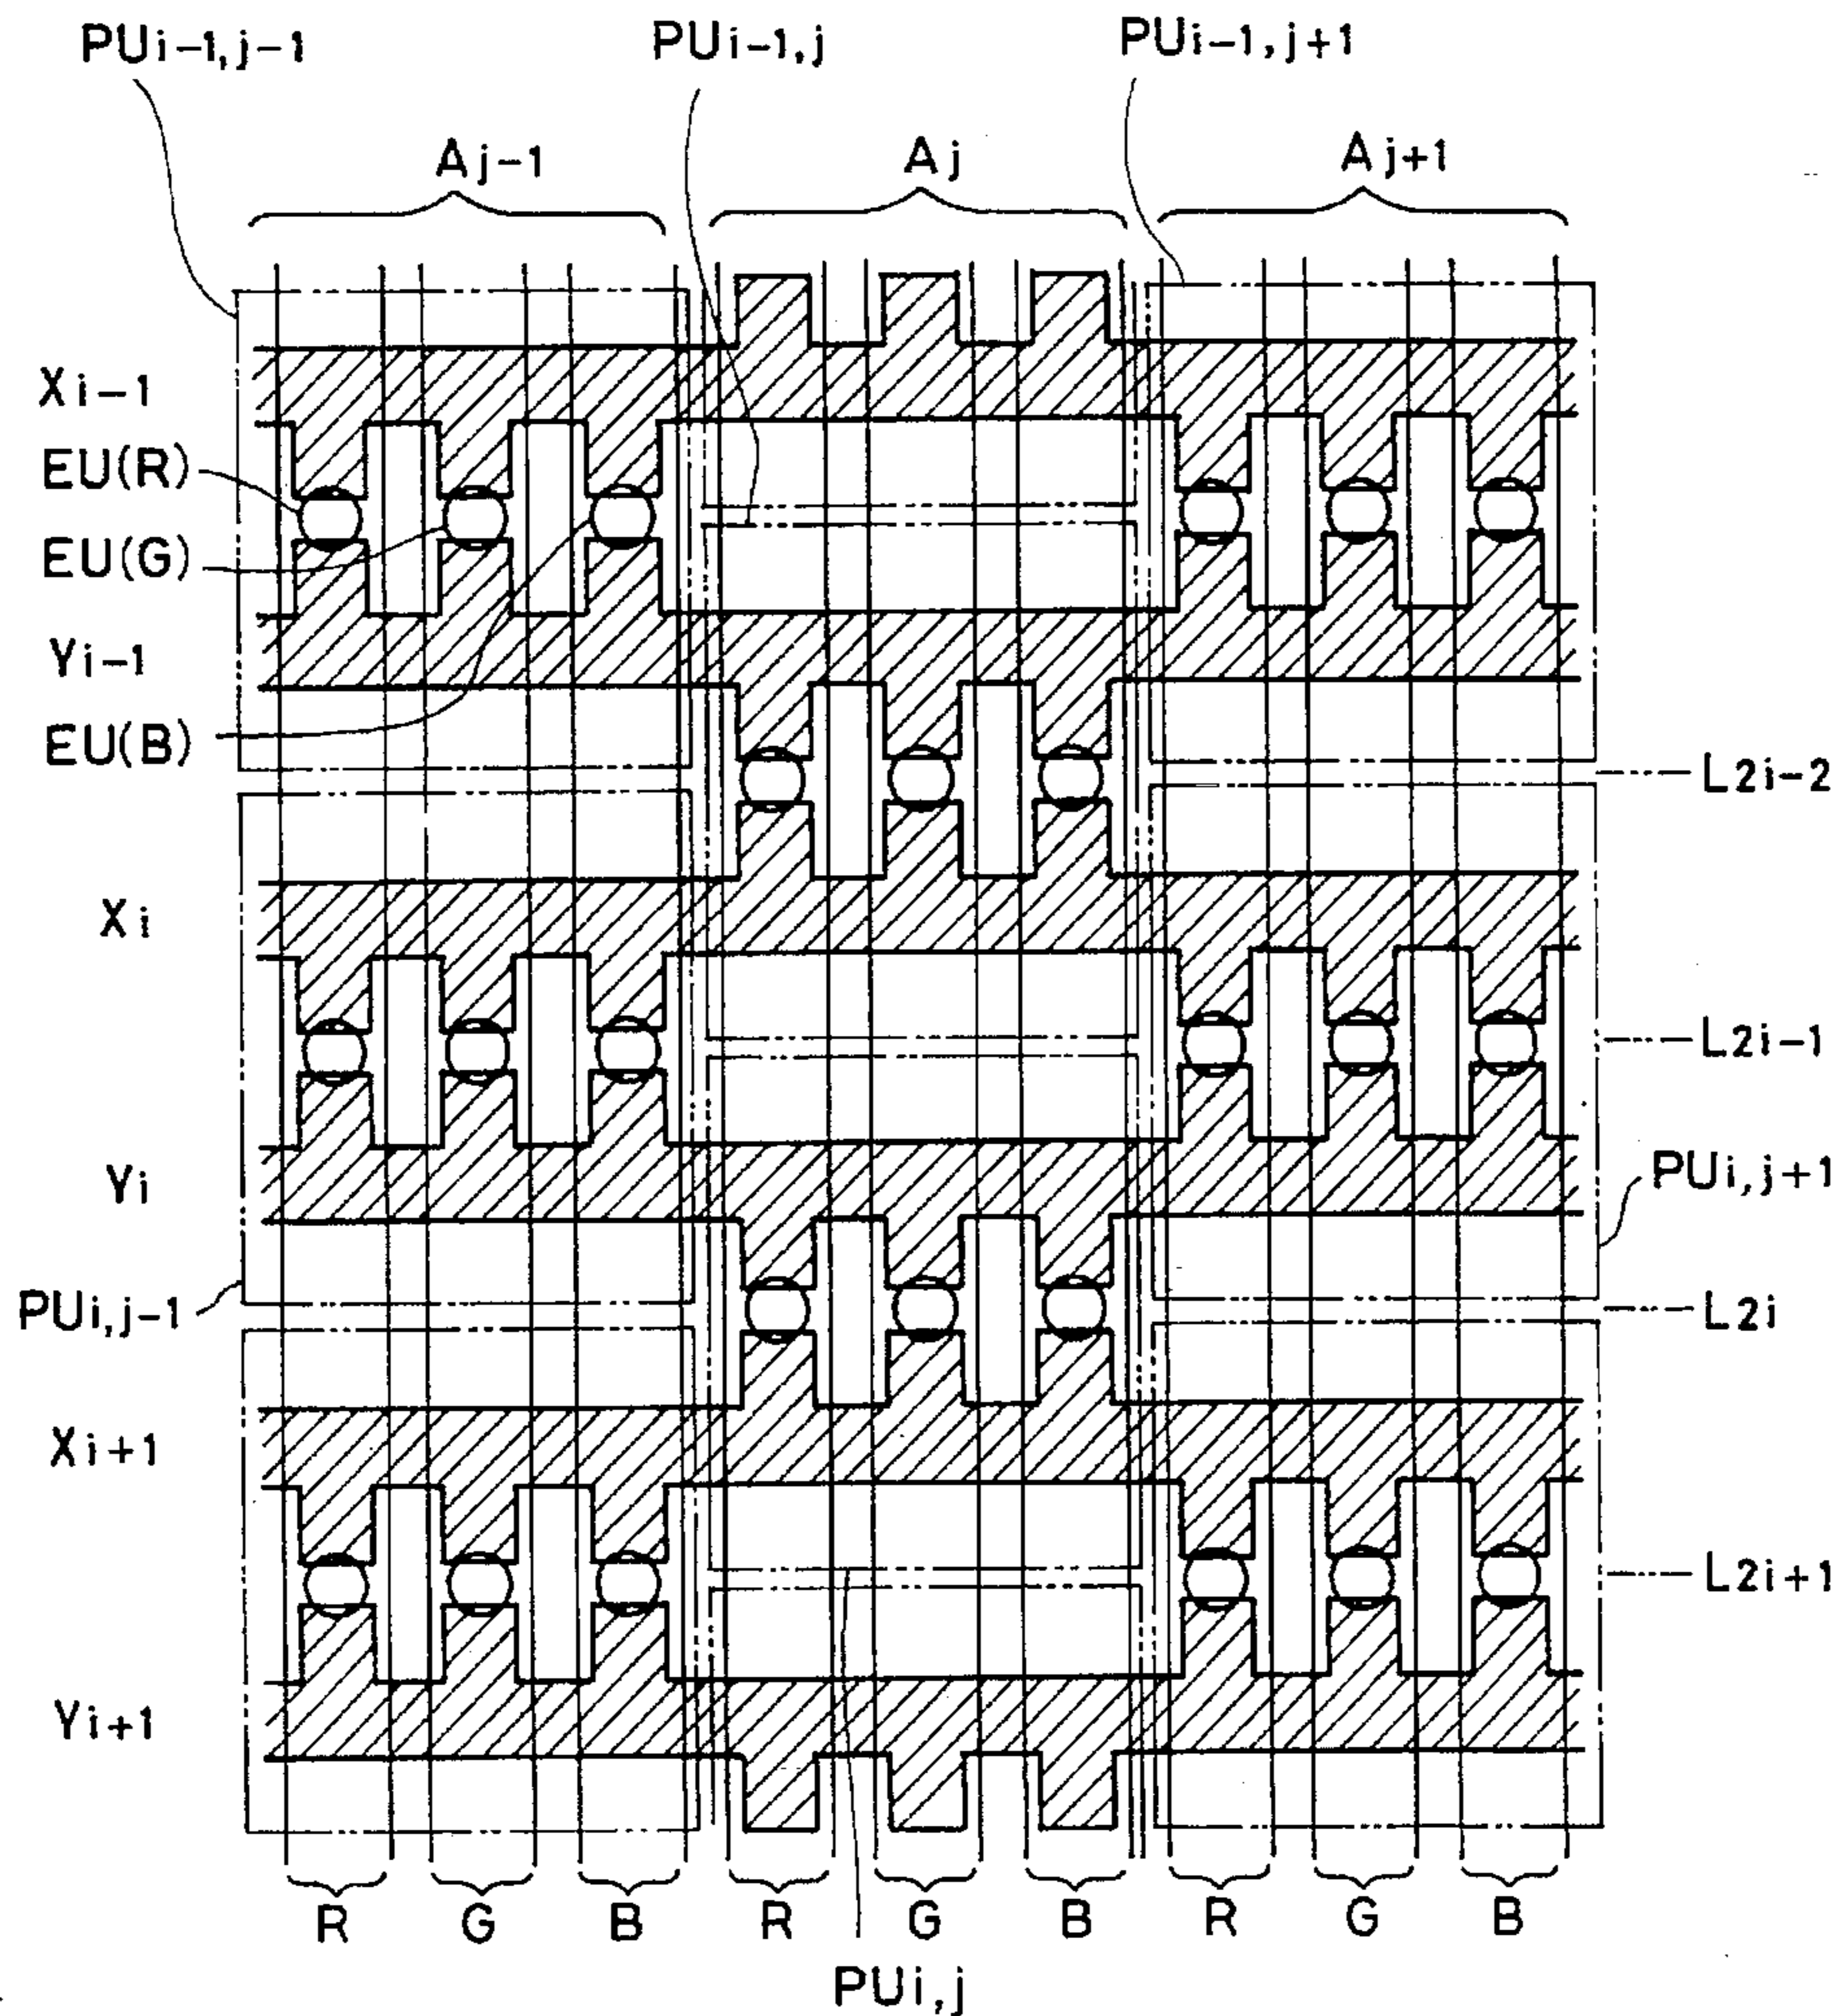 PUi-1,j-1 PUi-1,j PUi-1,j+1
Aj-1 Aj Aj+1
Xi-1
EU(R)
EU(G)
Yi-1
EU(B)
L2i-2
Xi
L2i-1
Yi PUi,j+1
PUi,j-1 L2i
Xi+1
L2i+1
Yi+1
R G B R G B R G B
PUi,j